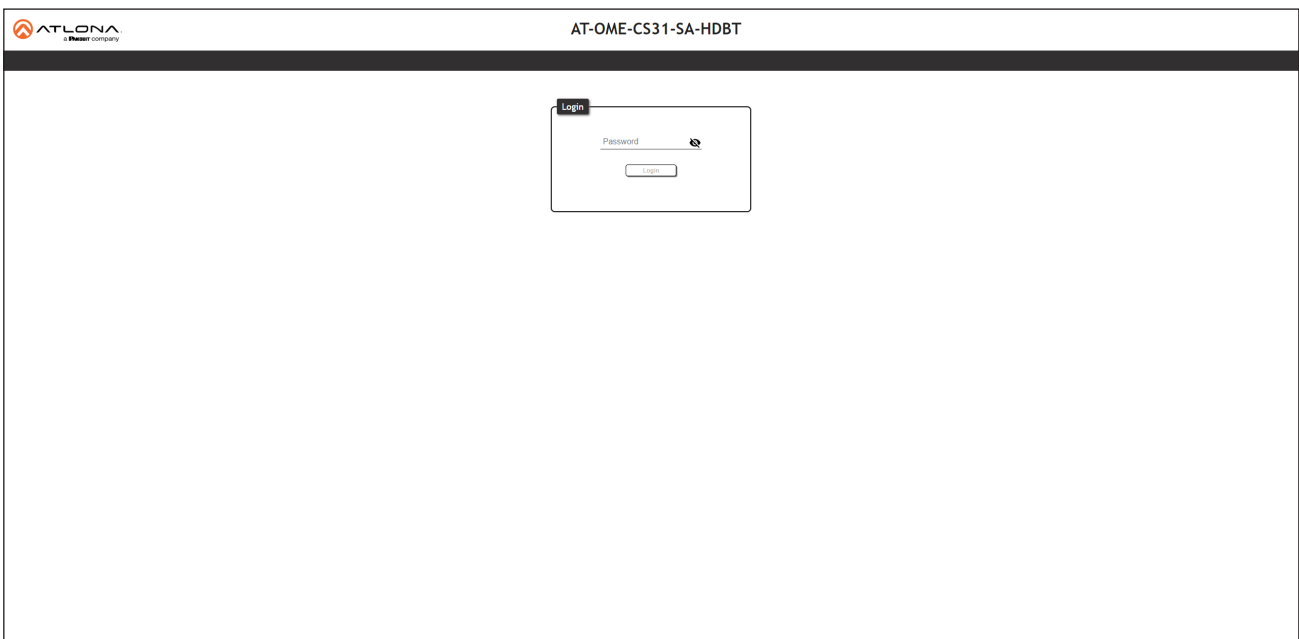 ATLONA
AT-OME-CS31-SA-HDBT
a PANDUIT company
Login
Password
Login